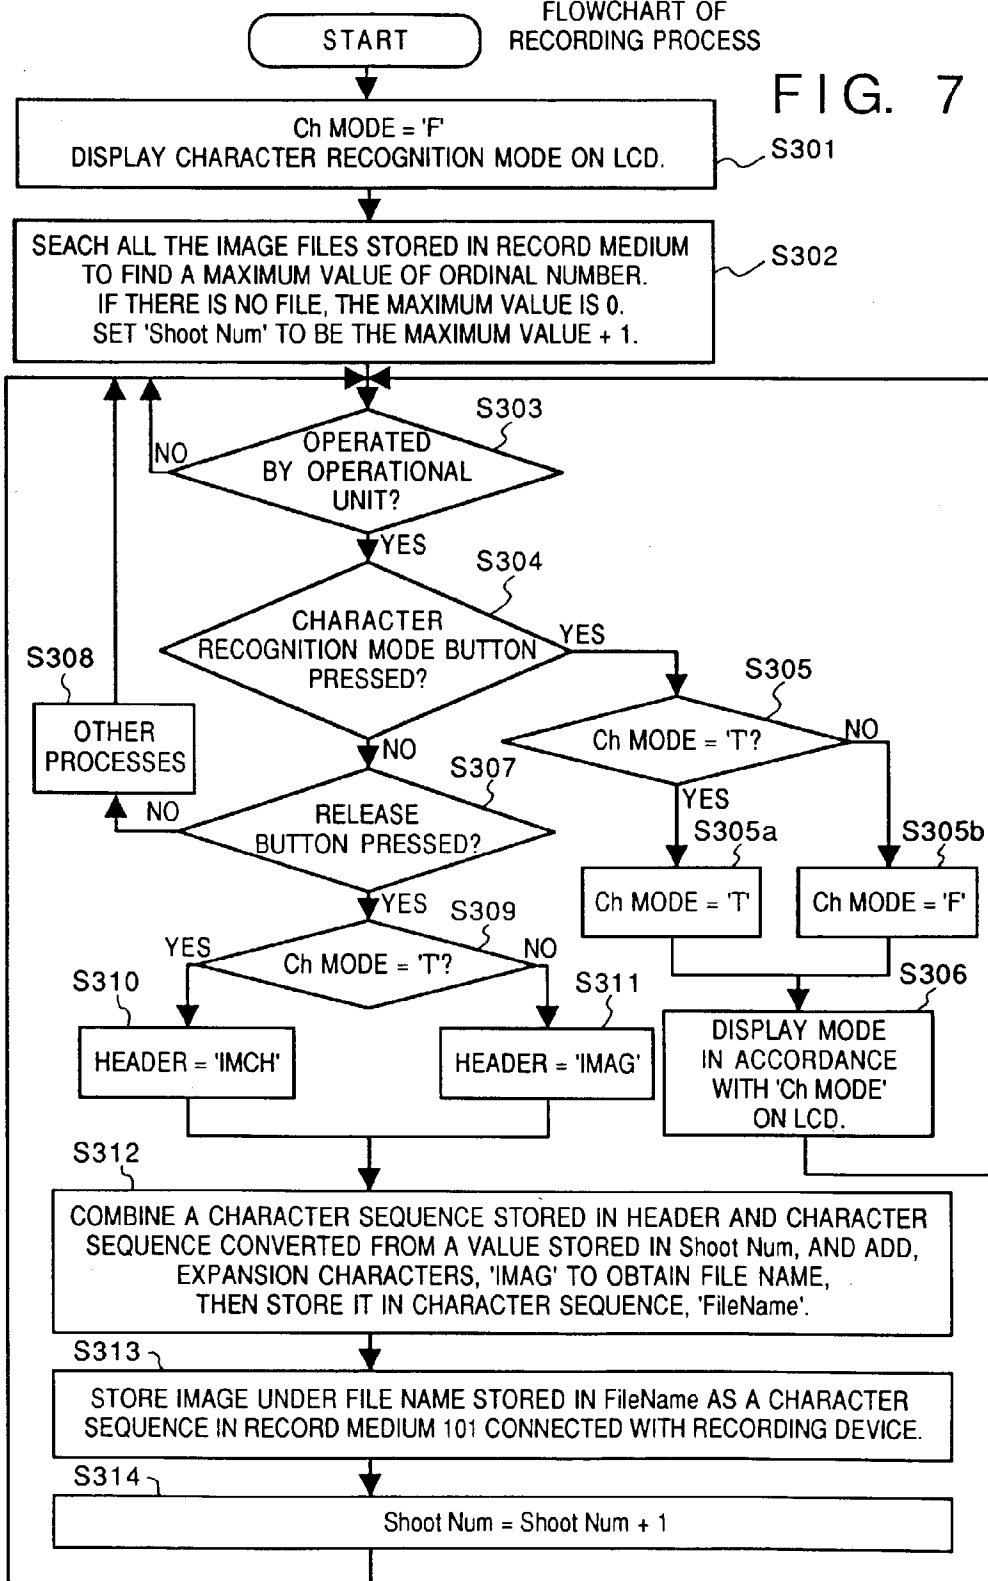 FLOWCHART OF
RECORDING PROCESS
START
FIG. 7
Ch MODE = 'F'
DISPLAY CHARACTER RECOGNITION MODE ON LCD.
S301
SEACH ALL THE IMAGE FILES STORED IN RECORD MEDIUM
TO FIND A MAXIMUM VALUE OF ORDINAL NUMBER.
IF THERE IS NO FILE, THE MAXIMUM VALUE IS 0.
SET 'Shoot Num' TO BE THE MAXIMUM VALUE + 1.
S302
S303
OPERATED
BY OPERATIONAL
UNIT?
NO
YES
S304
CHARACTER
RECOGNITION MODE BUTTON
PRESSED?
YES
NO
S305
Ch MODE = 'T'?
NO
YES
S308
OTHER
PROCESSES
S307
RELEASE
BUTTON PRESSED?
NO
YES
S305a
Ch MODE = 'T'
S305b
Ch MODE = 'F'
S309
Ch MODE = 'T'?
YES
NO
S310
HEADER = 'IMCH'
S311
HEADER = 'IMAG'
S306
DISPLAY MODE
IN ACCORDANCE
WITH 'Ch MODE'
ON LCD.
S312
COMBINE A CHARACTER SEQUENCE STORED IN HEADER AND CHARACTER
SEQUENCE CONVERTED FROM A VALUE STORED IN Shoot Num, AND ADD,
EXPANSION CHARACTERS, 'IMAG' TO OBTAIN FILE NAME,
THEN STORE IT IN CHARACTER SEQUENCE, 'FileName'.
S313
STORE IMAGE UNDER FILE NAME STORED IN FileName AS A CHARACTER
SEQUENCE IN RECORD MEDIUM 101 CONNECTED WITH RECORDING DEVICE.
S314
Shoot Num = Shoot Num + 1